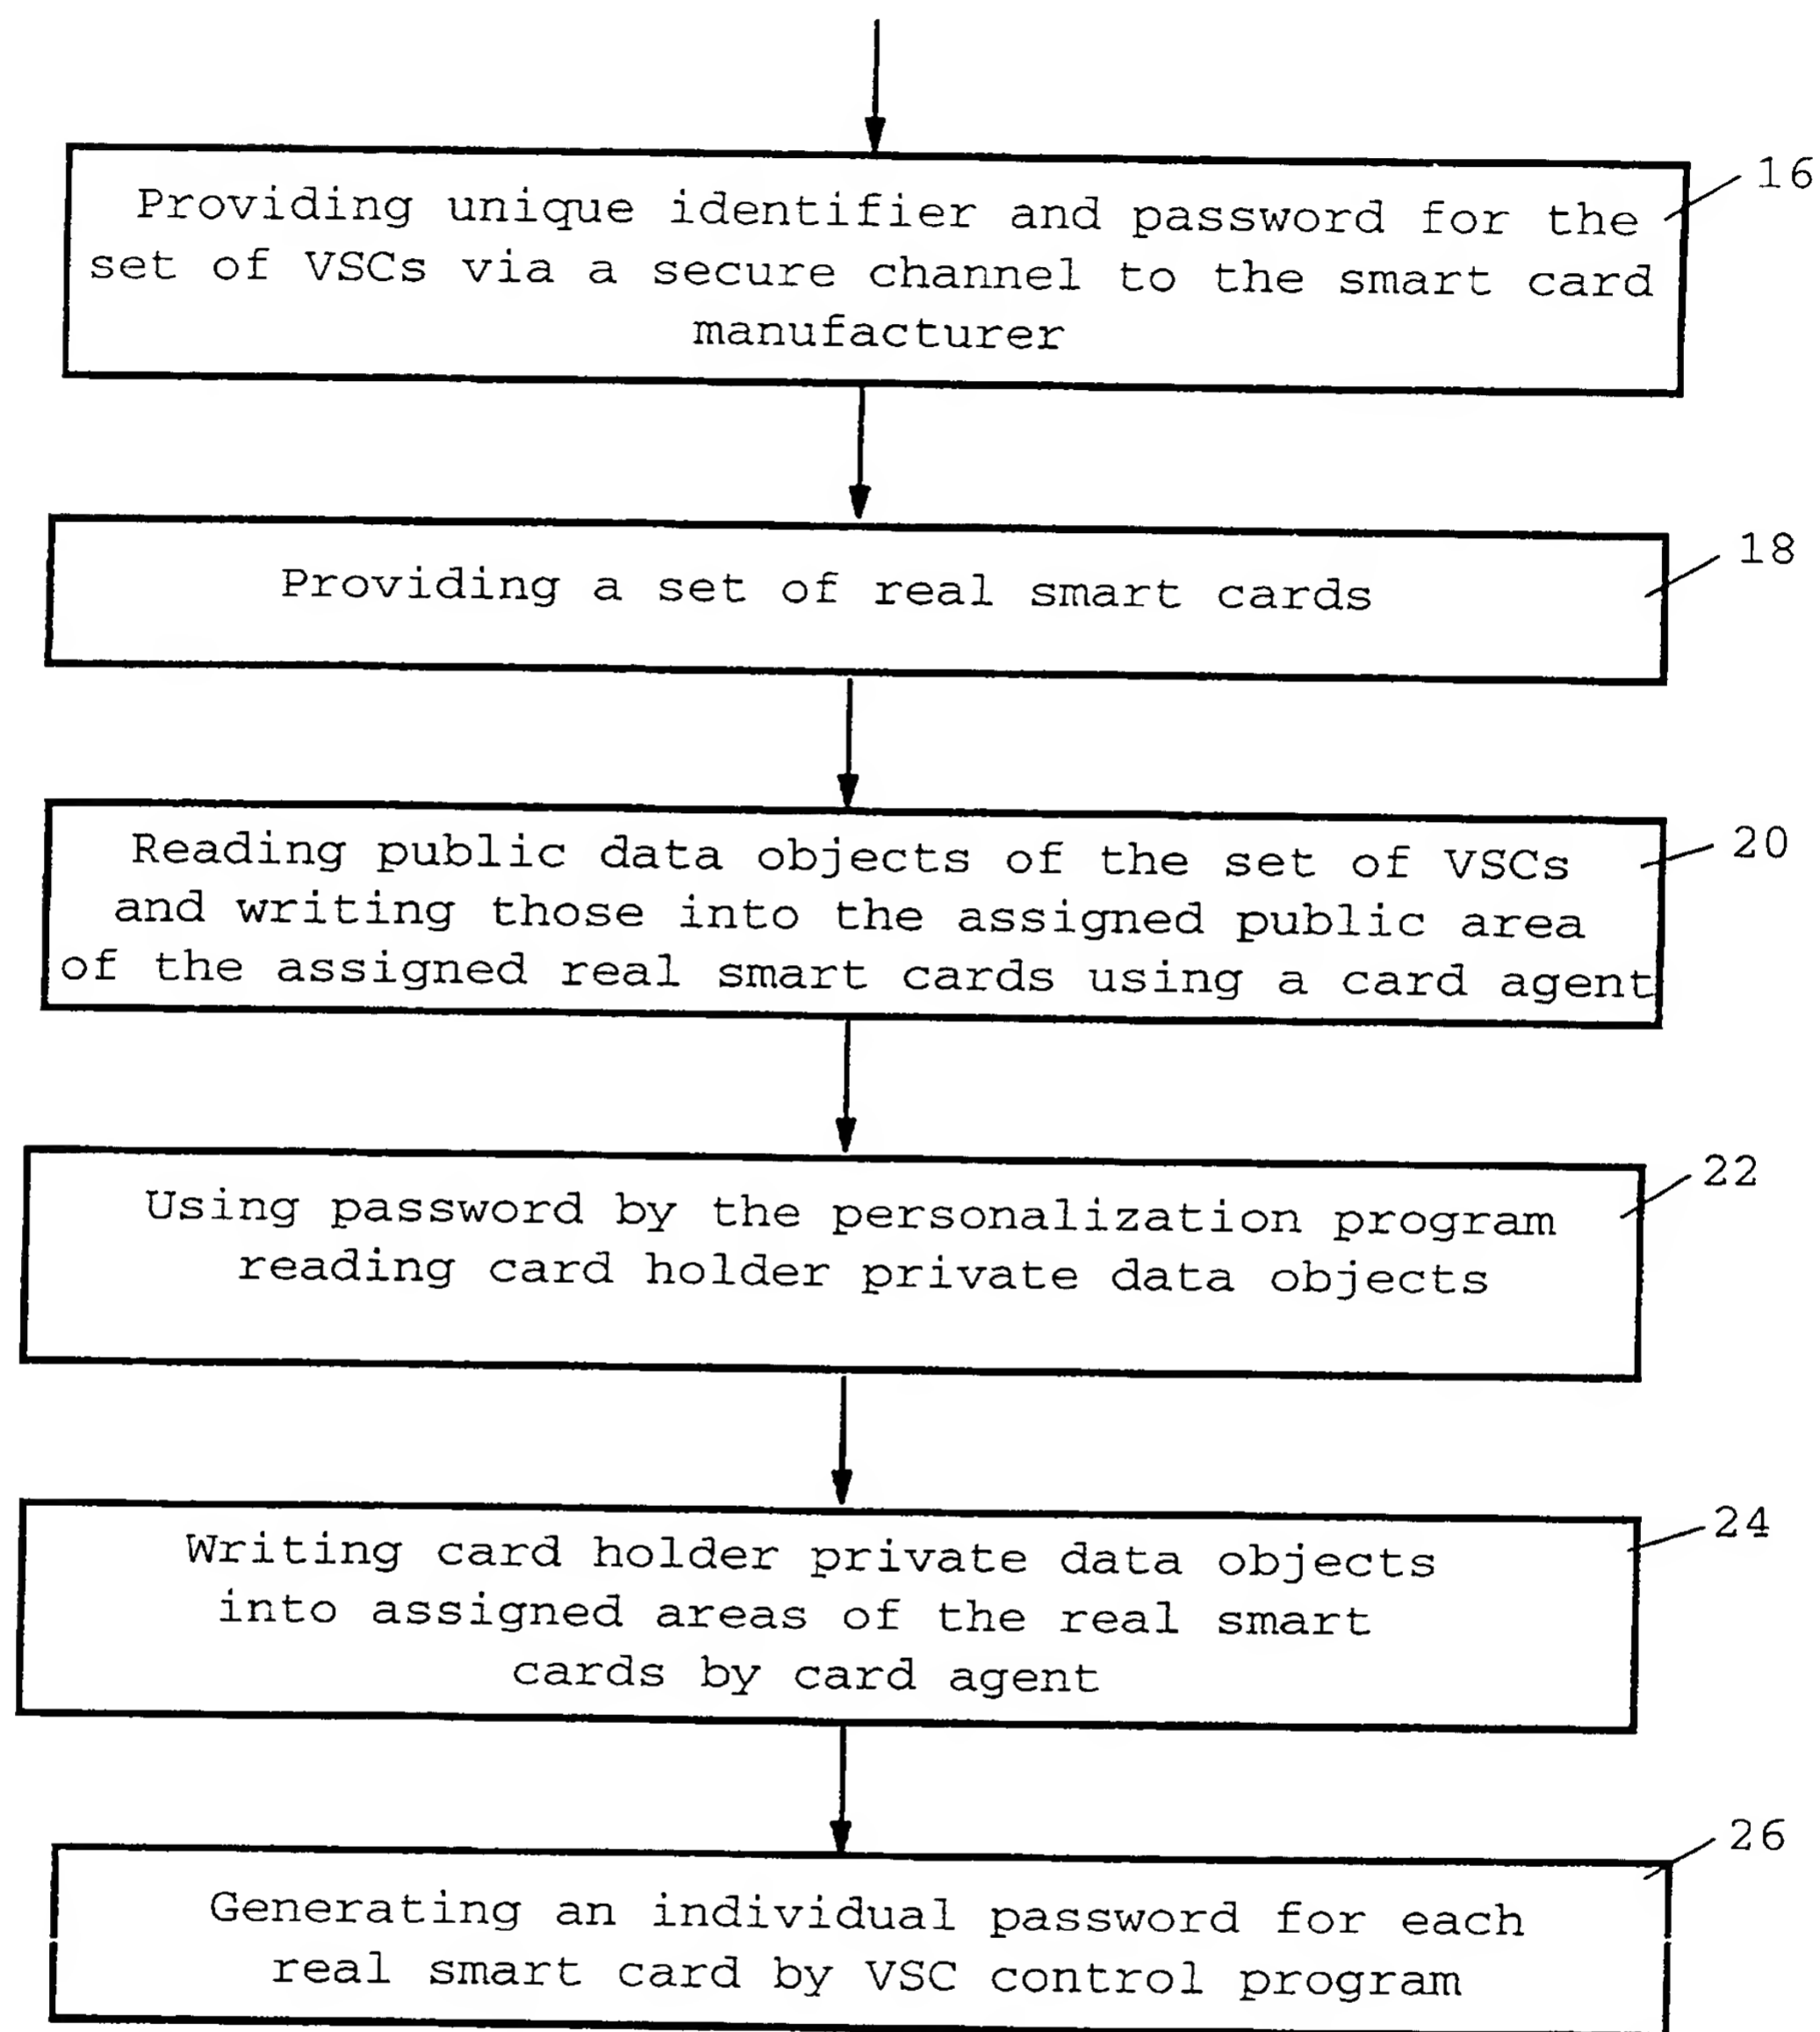 16
Providing unique identifier and password for the
set of VSCs via a secure channel to the smart card
manufacturer
18
Providing a set of real smart cards
20
Reading public data objects of the set of VSCs
and writing those into the assigned public area
of the assigned real smart cards using a card agent
22
Using password by the personalization program
reading card holder private data objects
24
Writing card holder private data objects
into assigned areas of the real smart
cards by card agent
26
Generating an individual password for each
real smart card by VSC control program